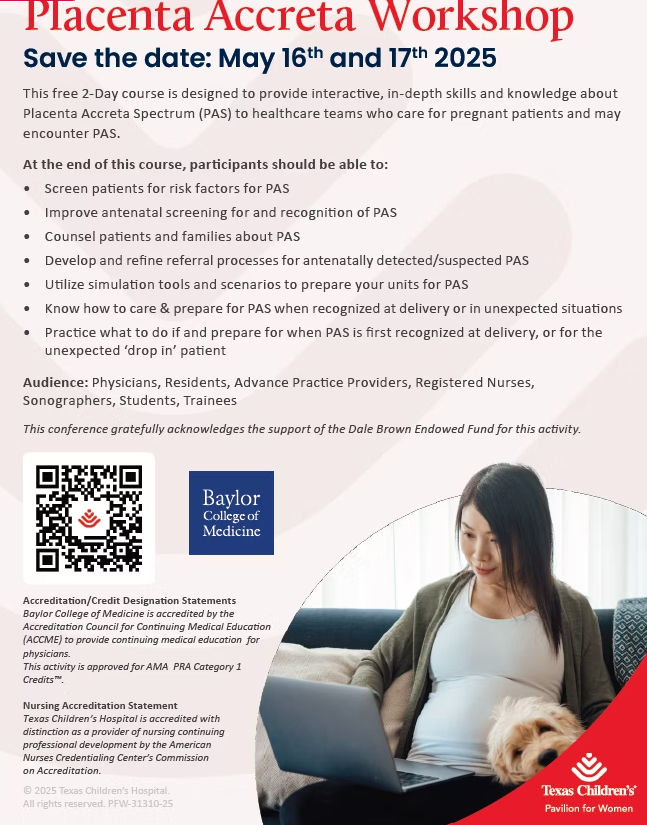 Placenta Accreta Workshop
Save the date: May 16th and 17th 2025
This free 2-Day course is designed to provide interactive, in-depth skills and knowledge about
Placenta Accreta Spectrum (PAS) to healthcare teams who care for pregnant patients and may
encounter PAS.
At the end of this course, participants should be able to:
• Screen patients for risk factors for PAS
• Improve antenatal screening for and recognition of PAS
• Counsel patients and families about PAS
• Develop and refine referral processes for antenatally detected/suspected PAS
• Utilize simulation tools and scenarios to prepare your units for PAS
• Know how to care & prepare for PAS when recognized at delivery or in unexpected situations
• Practice what to do if and prepare for when PAS is first recognized at delivery, or for the
unexpected ‘drop in’ patient
Audience: Physicians, Residents, Advance Practice Providers, Registered Nurses,
Sonographers, Students, Trainees
This conference gratefully acknowledges the support of the Dale Brown Endowed Fund for this activity.
Baylor
College of
Medicine
Accreditation/Credit Designation Statements
Baylor College of Medicine is accredited by the
Accreditation Council for Continuing Medical Education
(ACCME) to provide continuing medical education for
physicians.
This activity is approved for AMA PRA Category 1
Credits™.
Nursing Accreditation Statement
Texas Children’s Hospital is accredited with
distinction as a provider of nursing continuing
professional development by the American
Nurses Credentialing Center’s Commission
on Accreditation.
© 2025 Texas Children’s Hospital.
All rights reserved. PFW-31310-25
Texas Children’s®
Pavilion for Women